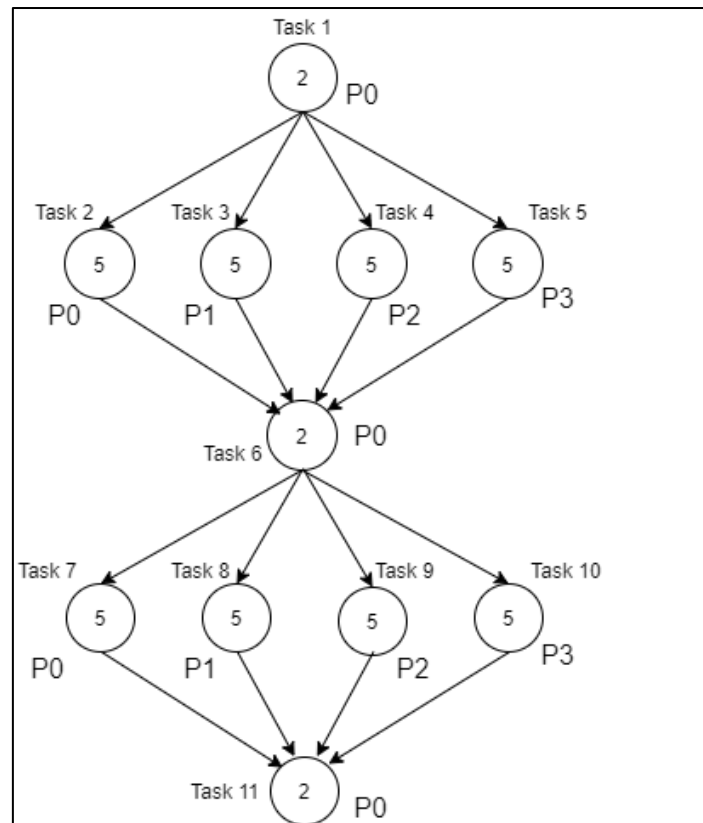 Task 1
2
P0
Task 2
Task 3
Task 4
Task 5
5
5
5
5
P0
P1
P2
P3
2
P0
Task 6
Task 7
Task 8
Task 9
Task 10
5
5
5
5
P0
P1
P2
P3
Task 11
2
P0